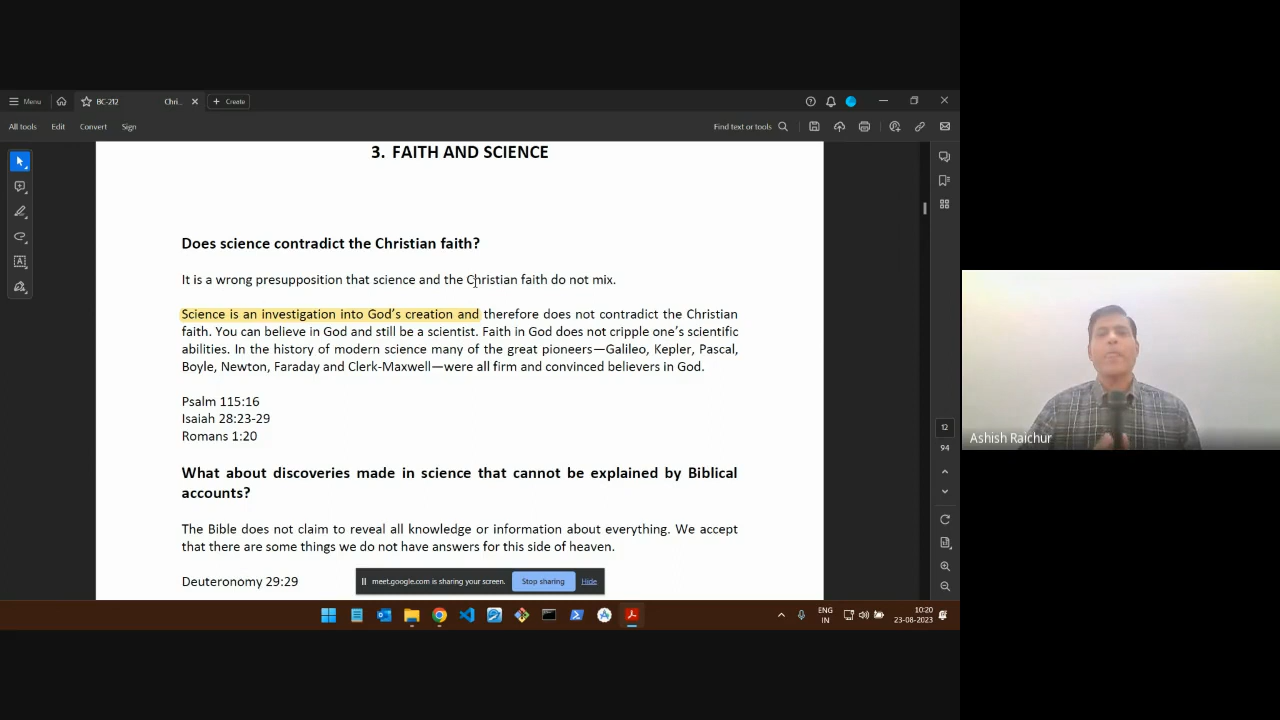 Menu
BC-212
Chri...
Create
All tools
Edit
Convert
Sign
Find text or tools
3. FAITH AND SCIENCE
Does science contradict the Christian faith?
It is a wrong presupposition that science and the Christian faith do not mix.
Science is an investigation into God's creation and therefore does not contradict the Christian
faith. You can believe in God and still be a scientist. Faith in God does not cripple one's scientific
abilities. In the history of modern science many of the great pioneers—Galileo, Kepler, Pascal,
Boyle, Newton, Faraday and Clerk-Maxwell—were all firm and convinced believers in God.
Psalm 115:16
Isaiah 28:23-29
Romans 1:20
What about discoveries made in science that cannot be explained by Biblical
accounts?
The Bible does not claim to reveal all knowledge or information about everything. We accept
that there are some things we do not have answers for this side of heaven.
Deuteronomy 29:29
12
94
meet.google.com is sharing your screen.
Stop sharing
Hide
ENG
IN
10:20
23-08-2023
Ashish Raichur